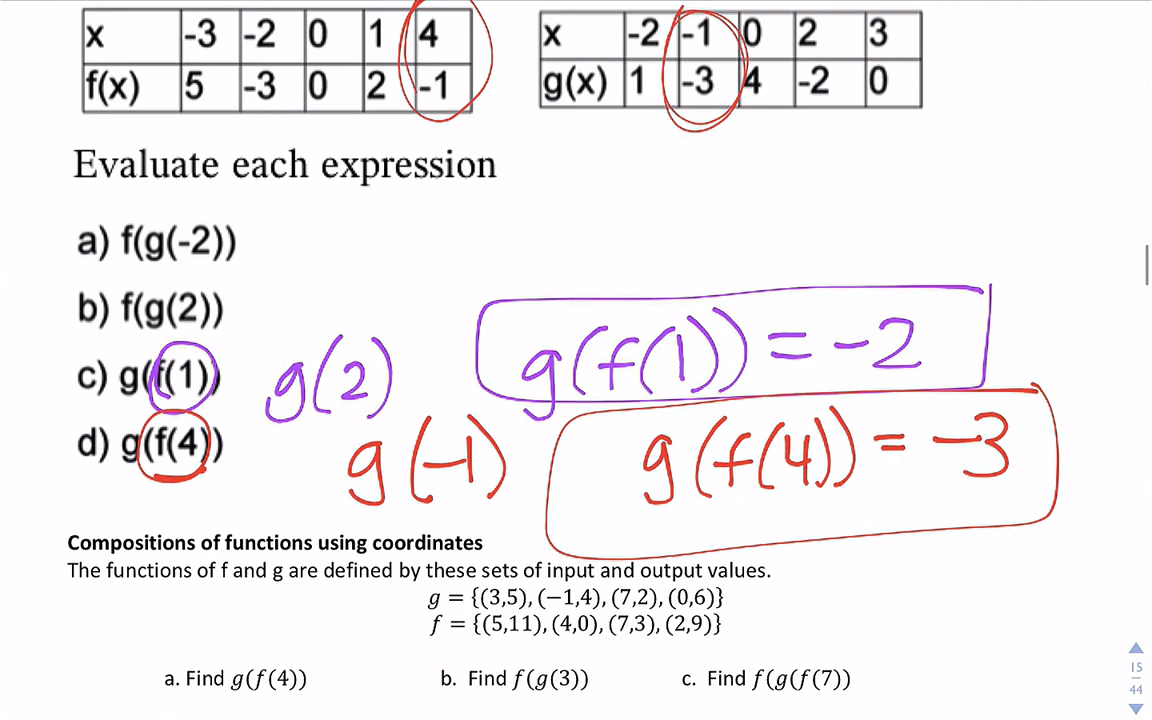 x -3 -2 0 1 4
f(x) 5 -3 0 2 -1
x -2 -1 0 2 3
g(x) 1 -3 4 -2 0
Evaluate each expression
a) f(g(-2))
b) f(g(2))
c) g(f(1)) g(2) g(f(1)) = -2
d) g(f(4)) g(-1) g(f(4)) = -3
Compositions of functions using coordinates
The functions of f and g are defined by these sets of input and output values.
g = {(3,5), (−1,4), (7,2), (0,6)}
f = {(5,11), (4,0), (7,3), (2,9)}
a. Find g(f(4)) b. Find f(g(3)) c. Find f(g(f(7))
15
44